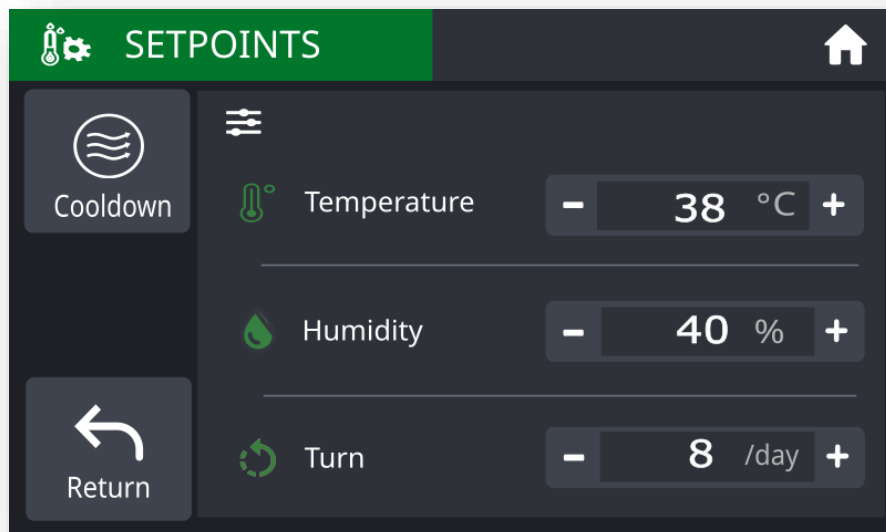 SETPOINTS
Cooldown
Temperature - 38 °C +
Humidity - 40 % +
Turn - 8 /day +
Return